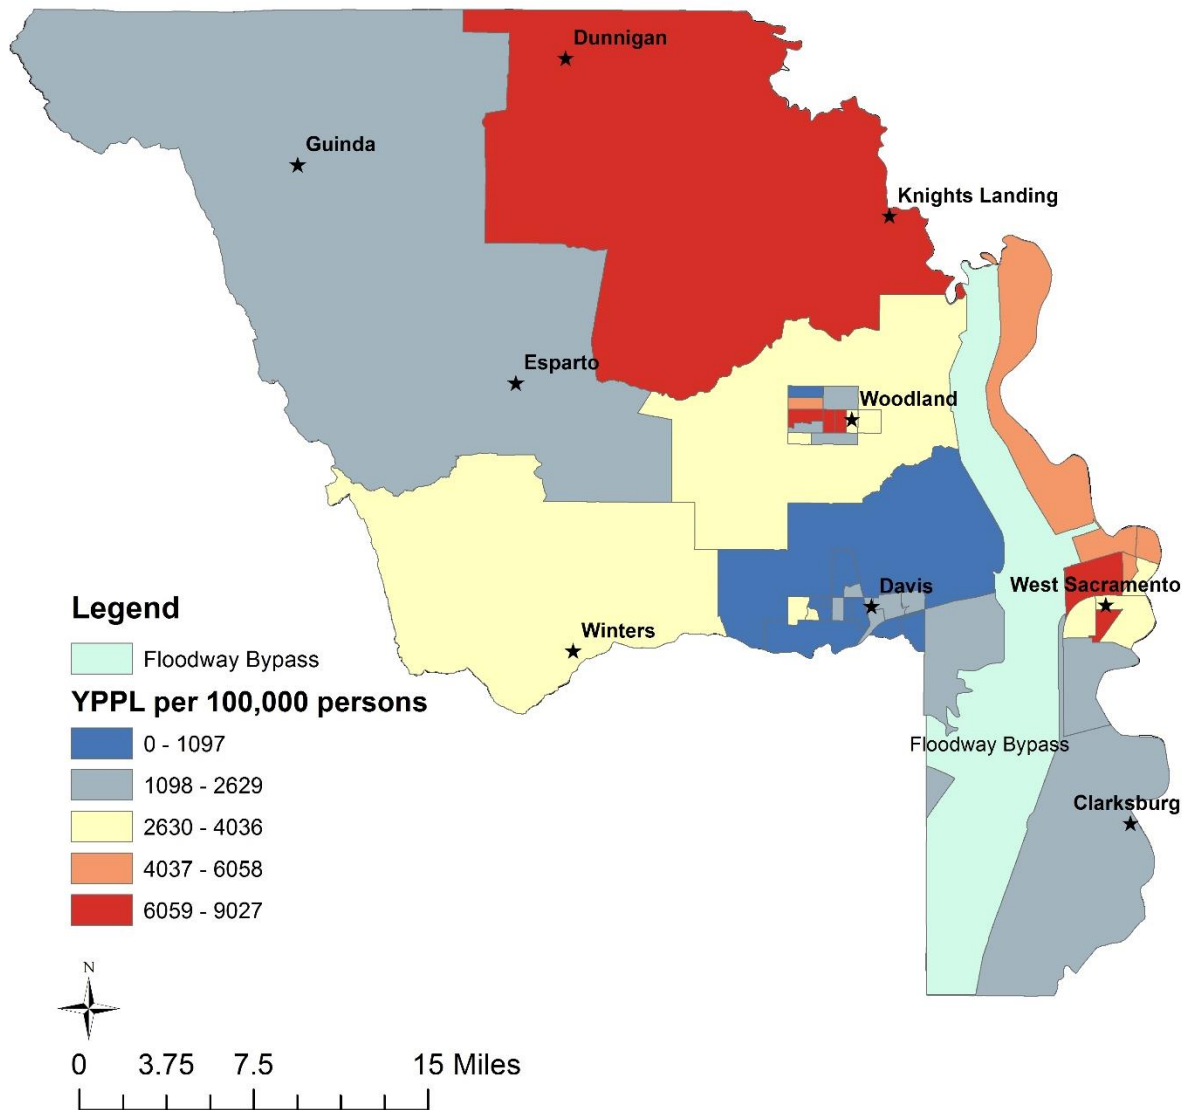 Dunnigan
Guinda
Knights Landing
Esparto
Woodland
Davis
West Sacramento
Winters
Legend
Floodway Bypass
YPPL per 100,000 persons
0 - 1097
1098 - 2629
2630 - 4036
4037 - 6058
6059 - 9027
Floodway Bypass
Clarksburg
N
0 3.75 7.5 15 Miles